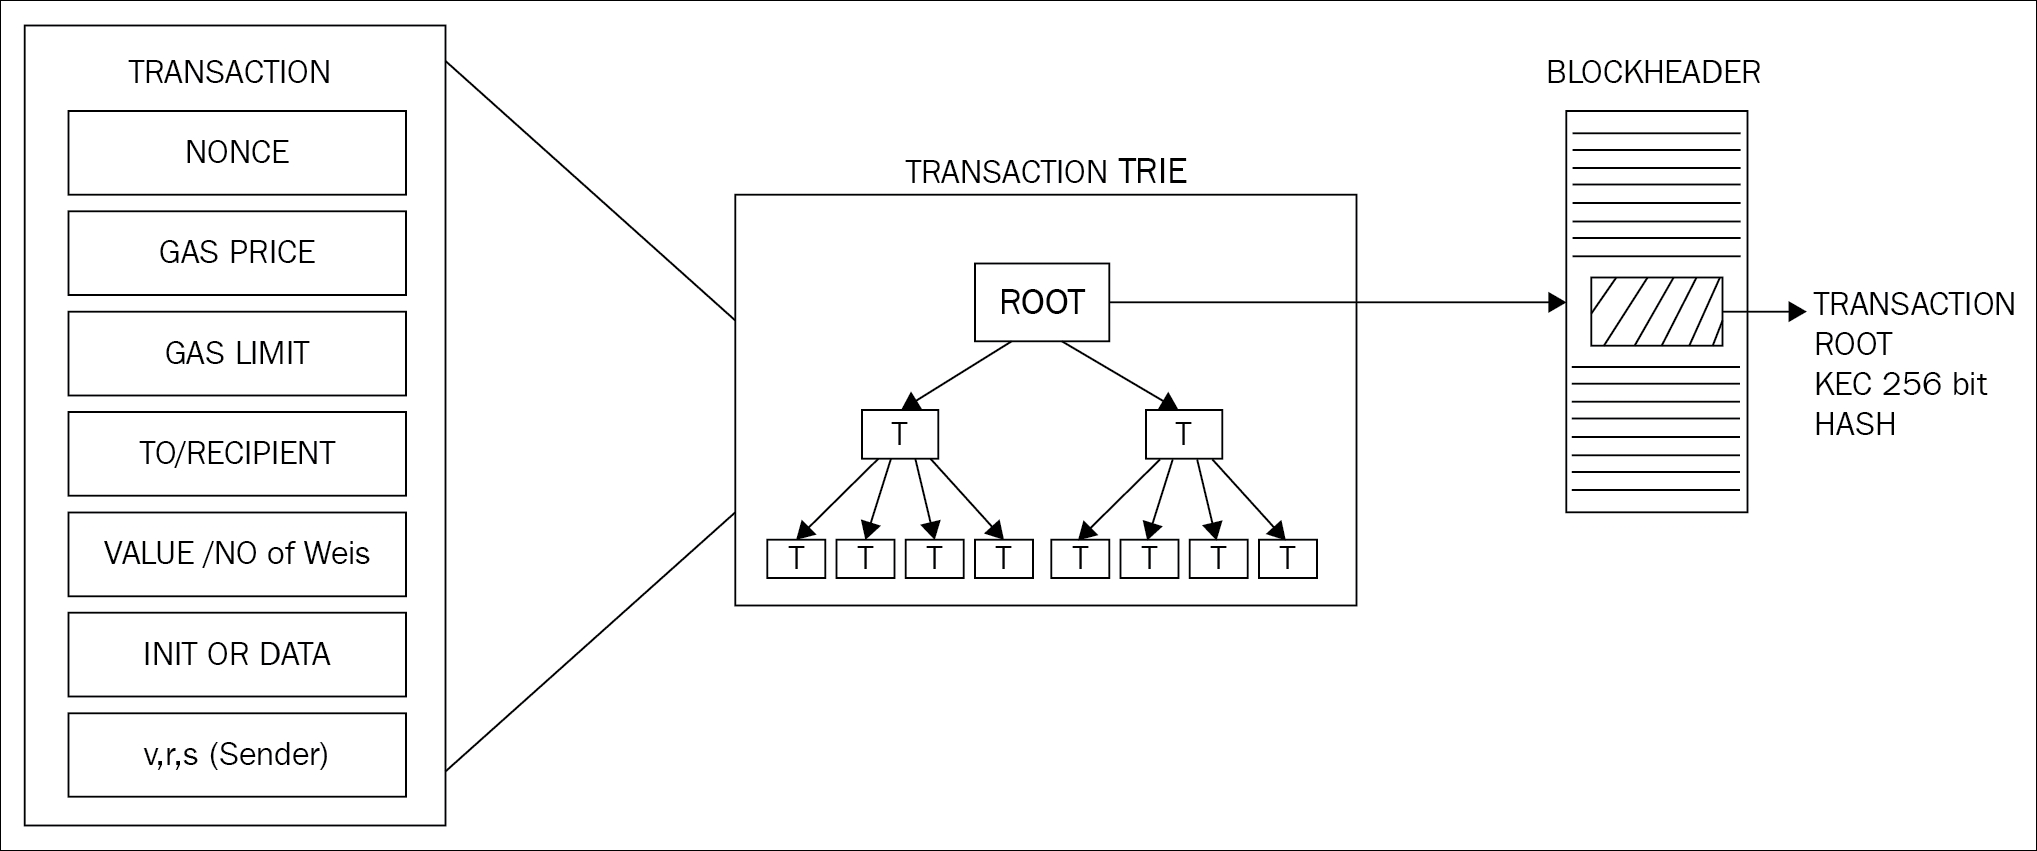 TRANSACTION
NONCE
GAS PRICE
GAS LIMIT
TO/RECIPIENT
VALUE /NO of Weis
INIT OR DATA
v,r,s (Sender)
TRANSACTION TRIE
ROOT
T T
T T T T T T T T
BLOCKHEADER
TRANSACTION
ROOT
KEC 256 bit
HASH